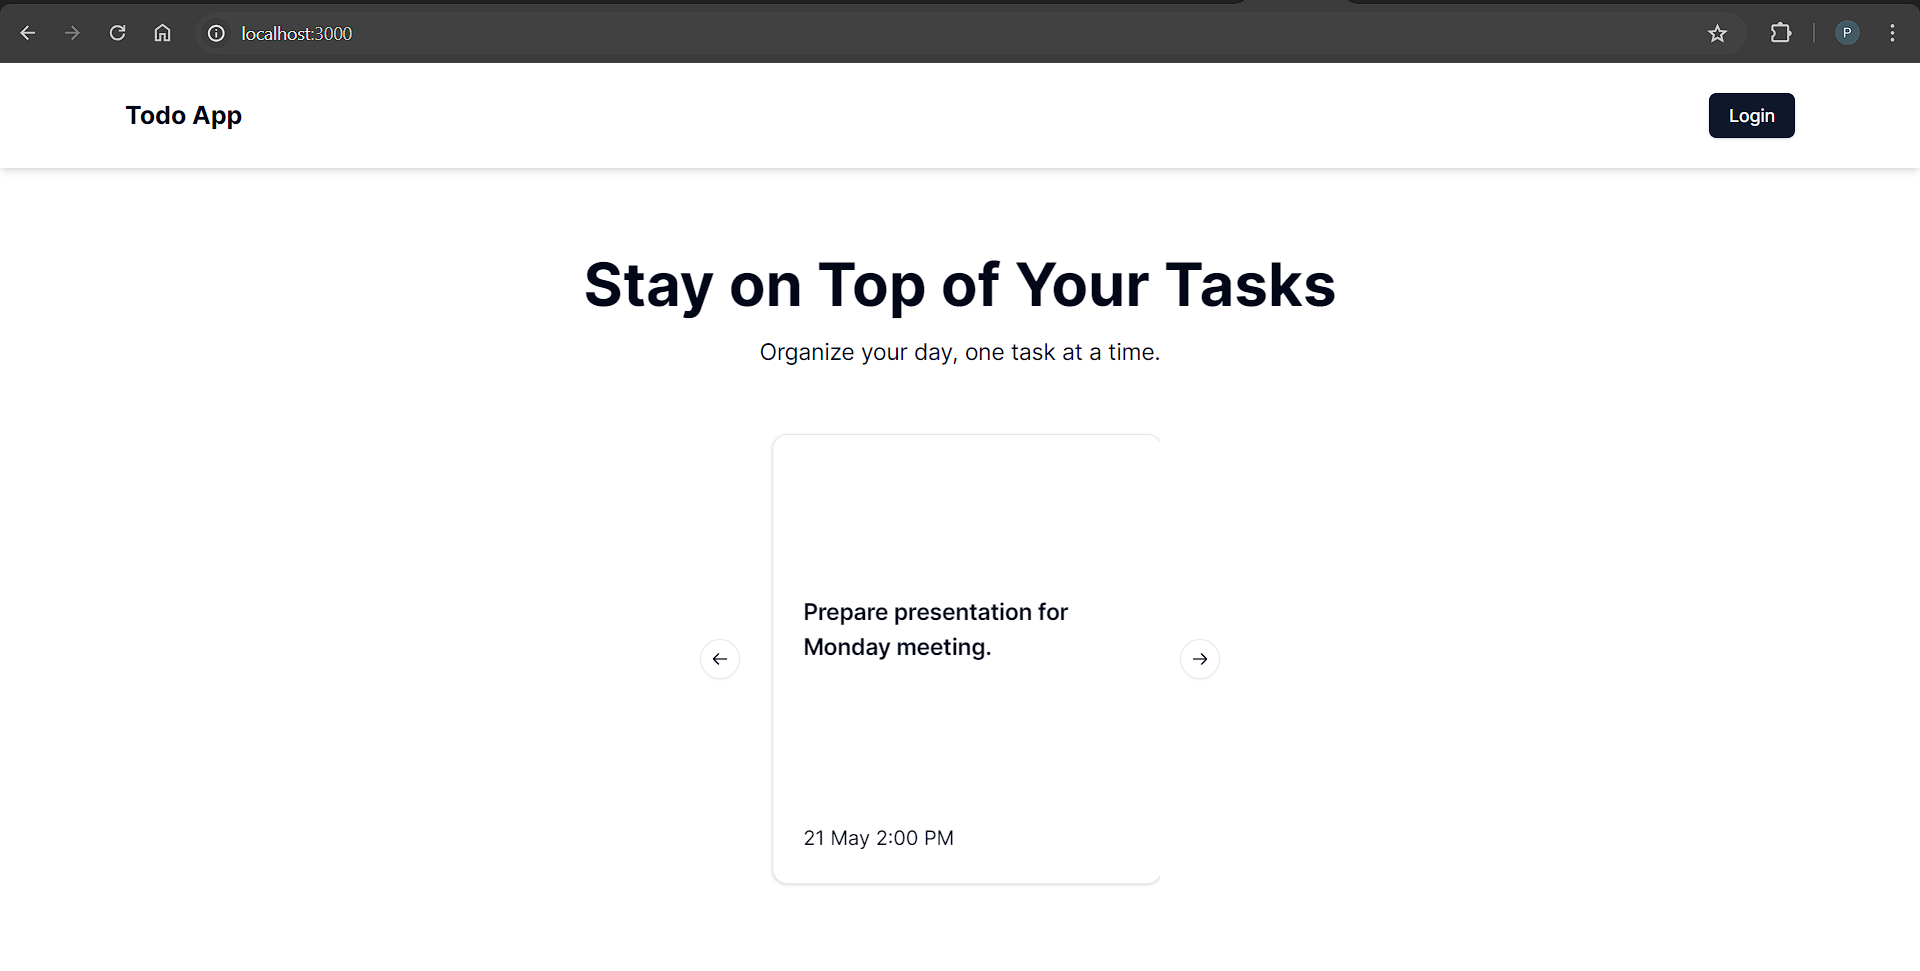 localhost:3000
P
Todo App
Login
Stay on Top of Your Tasks
Organize your day, one task at a time.
Prepare presentation for
Monday meeting.
21 May 2:00 PM